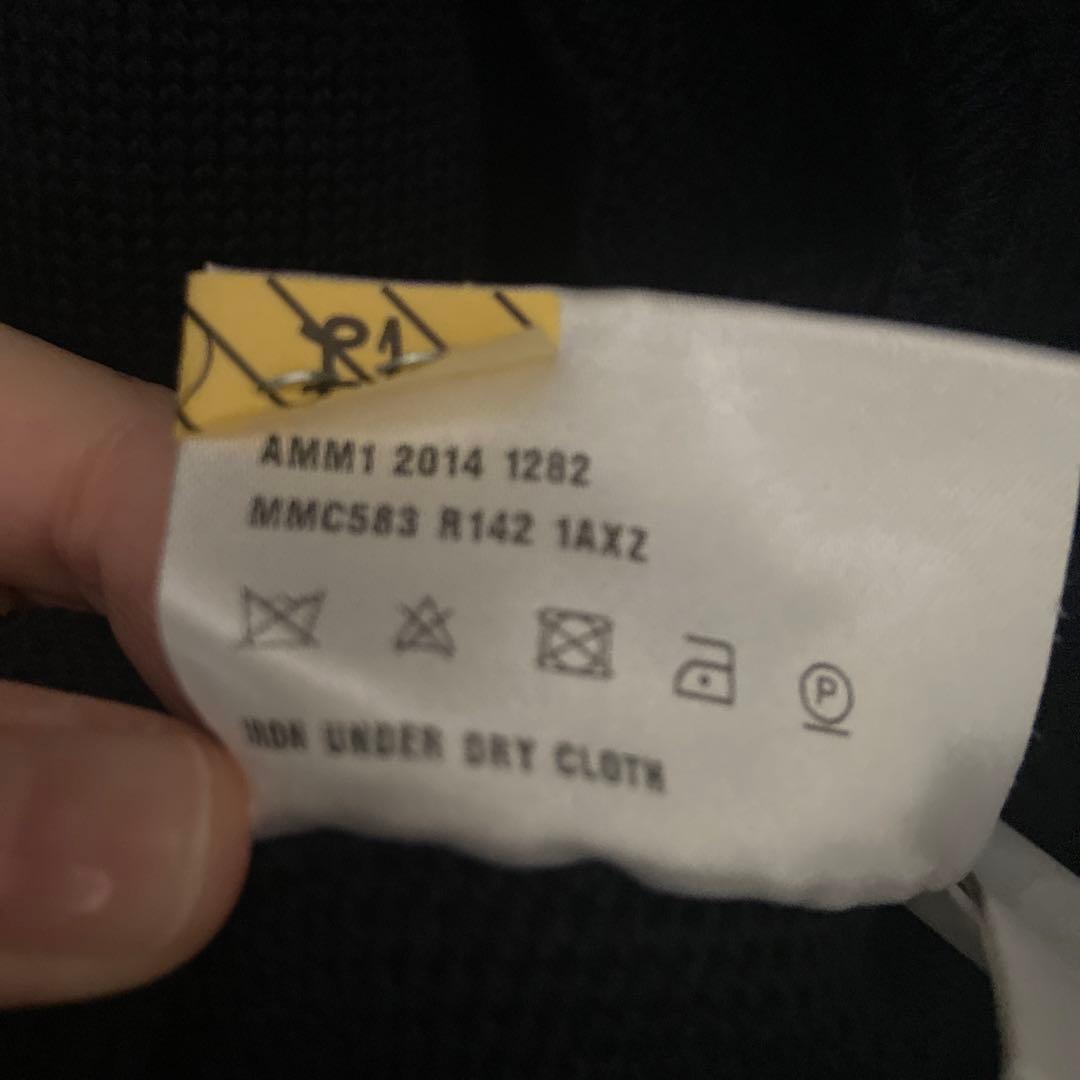 R1
AMM1 2014 1282
MMC583 R142 1AXZ
P
IRON UNDER DRY CLOTH